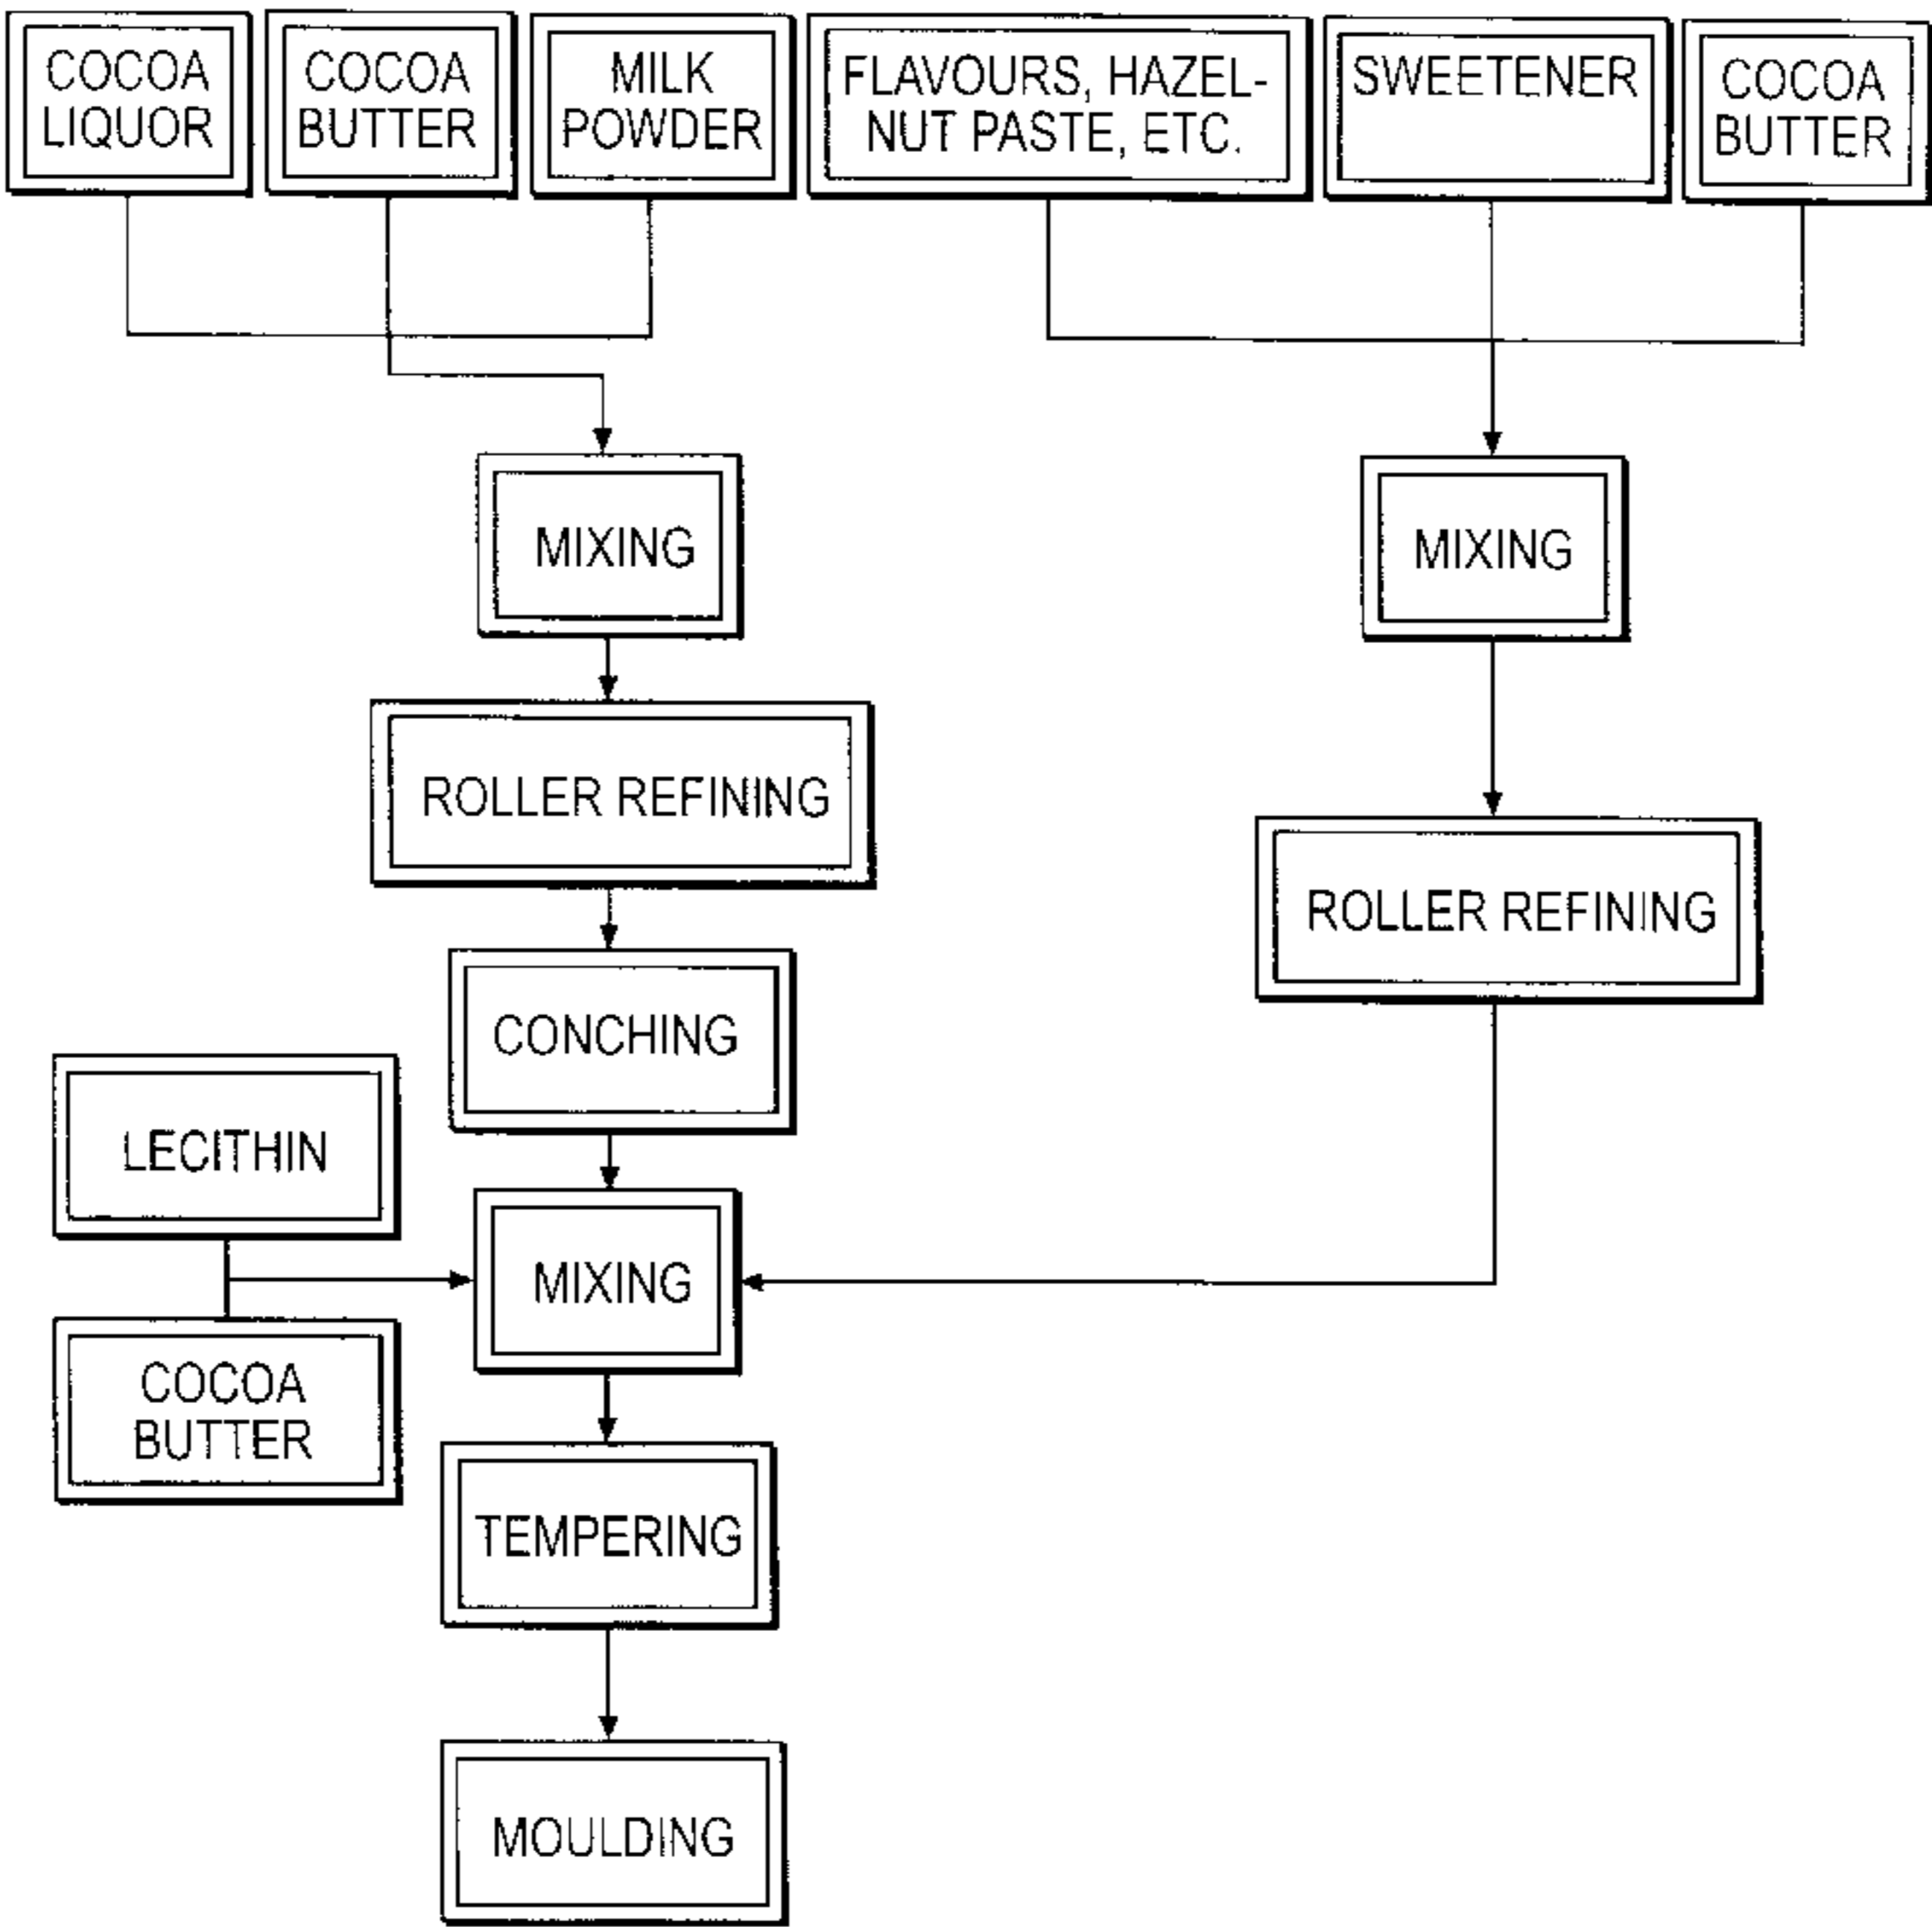 COCOA
LIQUOR
COCOA
BUTTER
MILK
POWDER
FLAVOURS, HAZEL-
NUT PASTE, ETC.
SWEETENER
COCOA
BUTTER
MIXING
MIXING
ROLLER REFINING
ROLLER REFINING
CONCHING
LECITHIN
MIXING
COCOA
BUTTER
TEMPERING
MOULDING